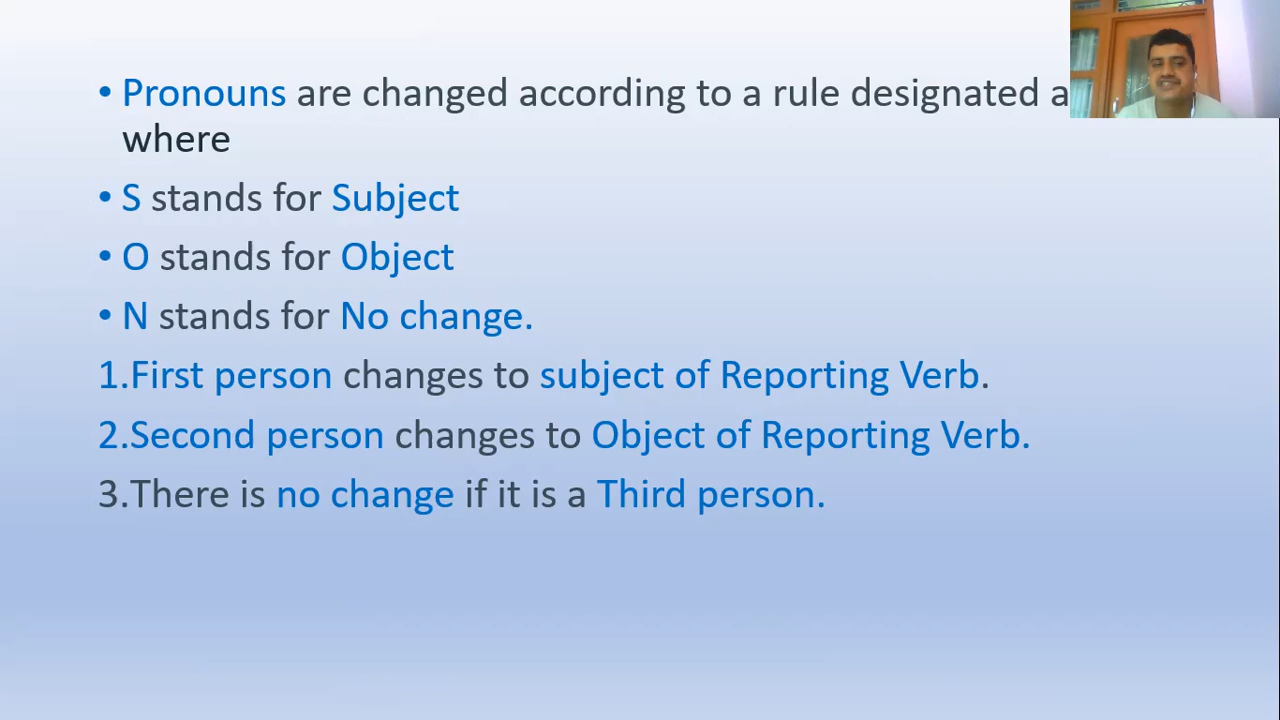 • Pronouns are changed according to a rule designated
where
• S stands for Subject
• O stands for Object
• N stands for No change.
1.First person changes to subject of Reporting Verb.
2.Second person changes to Object of Reporting Verb.
3.There is no change if it is a Third person.